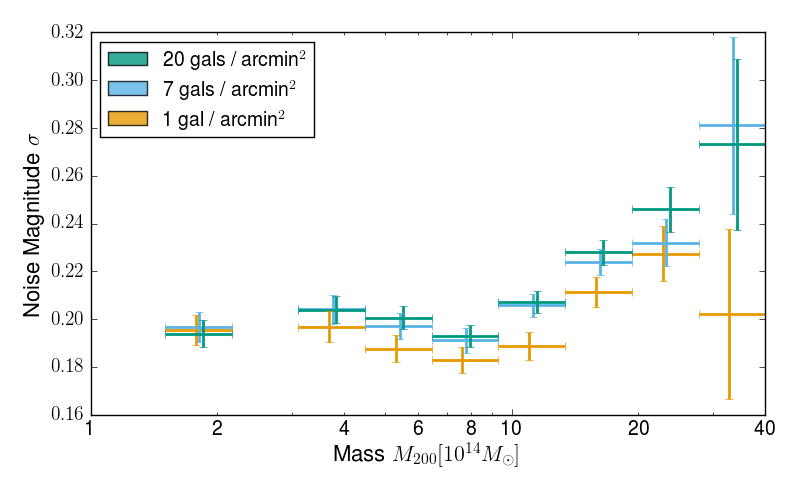 0.32
0.30
0.28
0.26
0.24
0.22
0.20
0.18
0.16
Noise Magnitude σ
20 gals / arcmin²
7 gals / arcmin²
1 gal / arcmin²
1 2 4 6 8 10 20 40
Mass M₂₀₀[10¹⁴M☉]